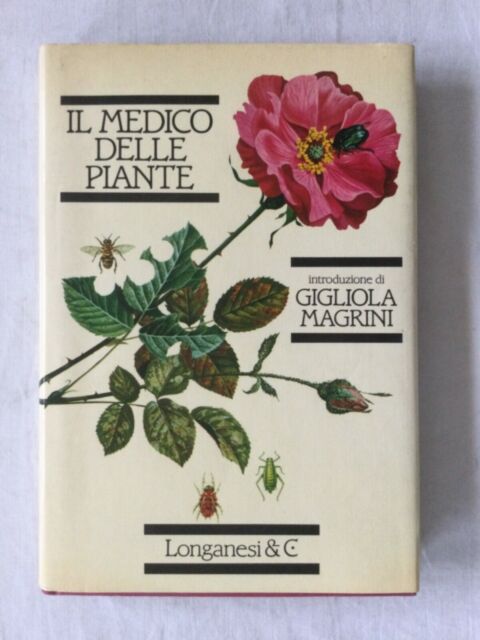 IL MEDICO
DELLE
PIANTE
introduzione di
GIGLIOLA
MAGRINI
Longanesi & C.